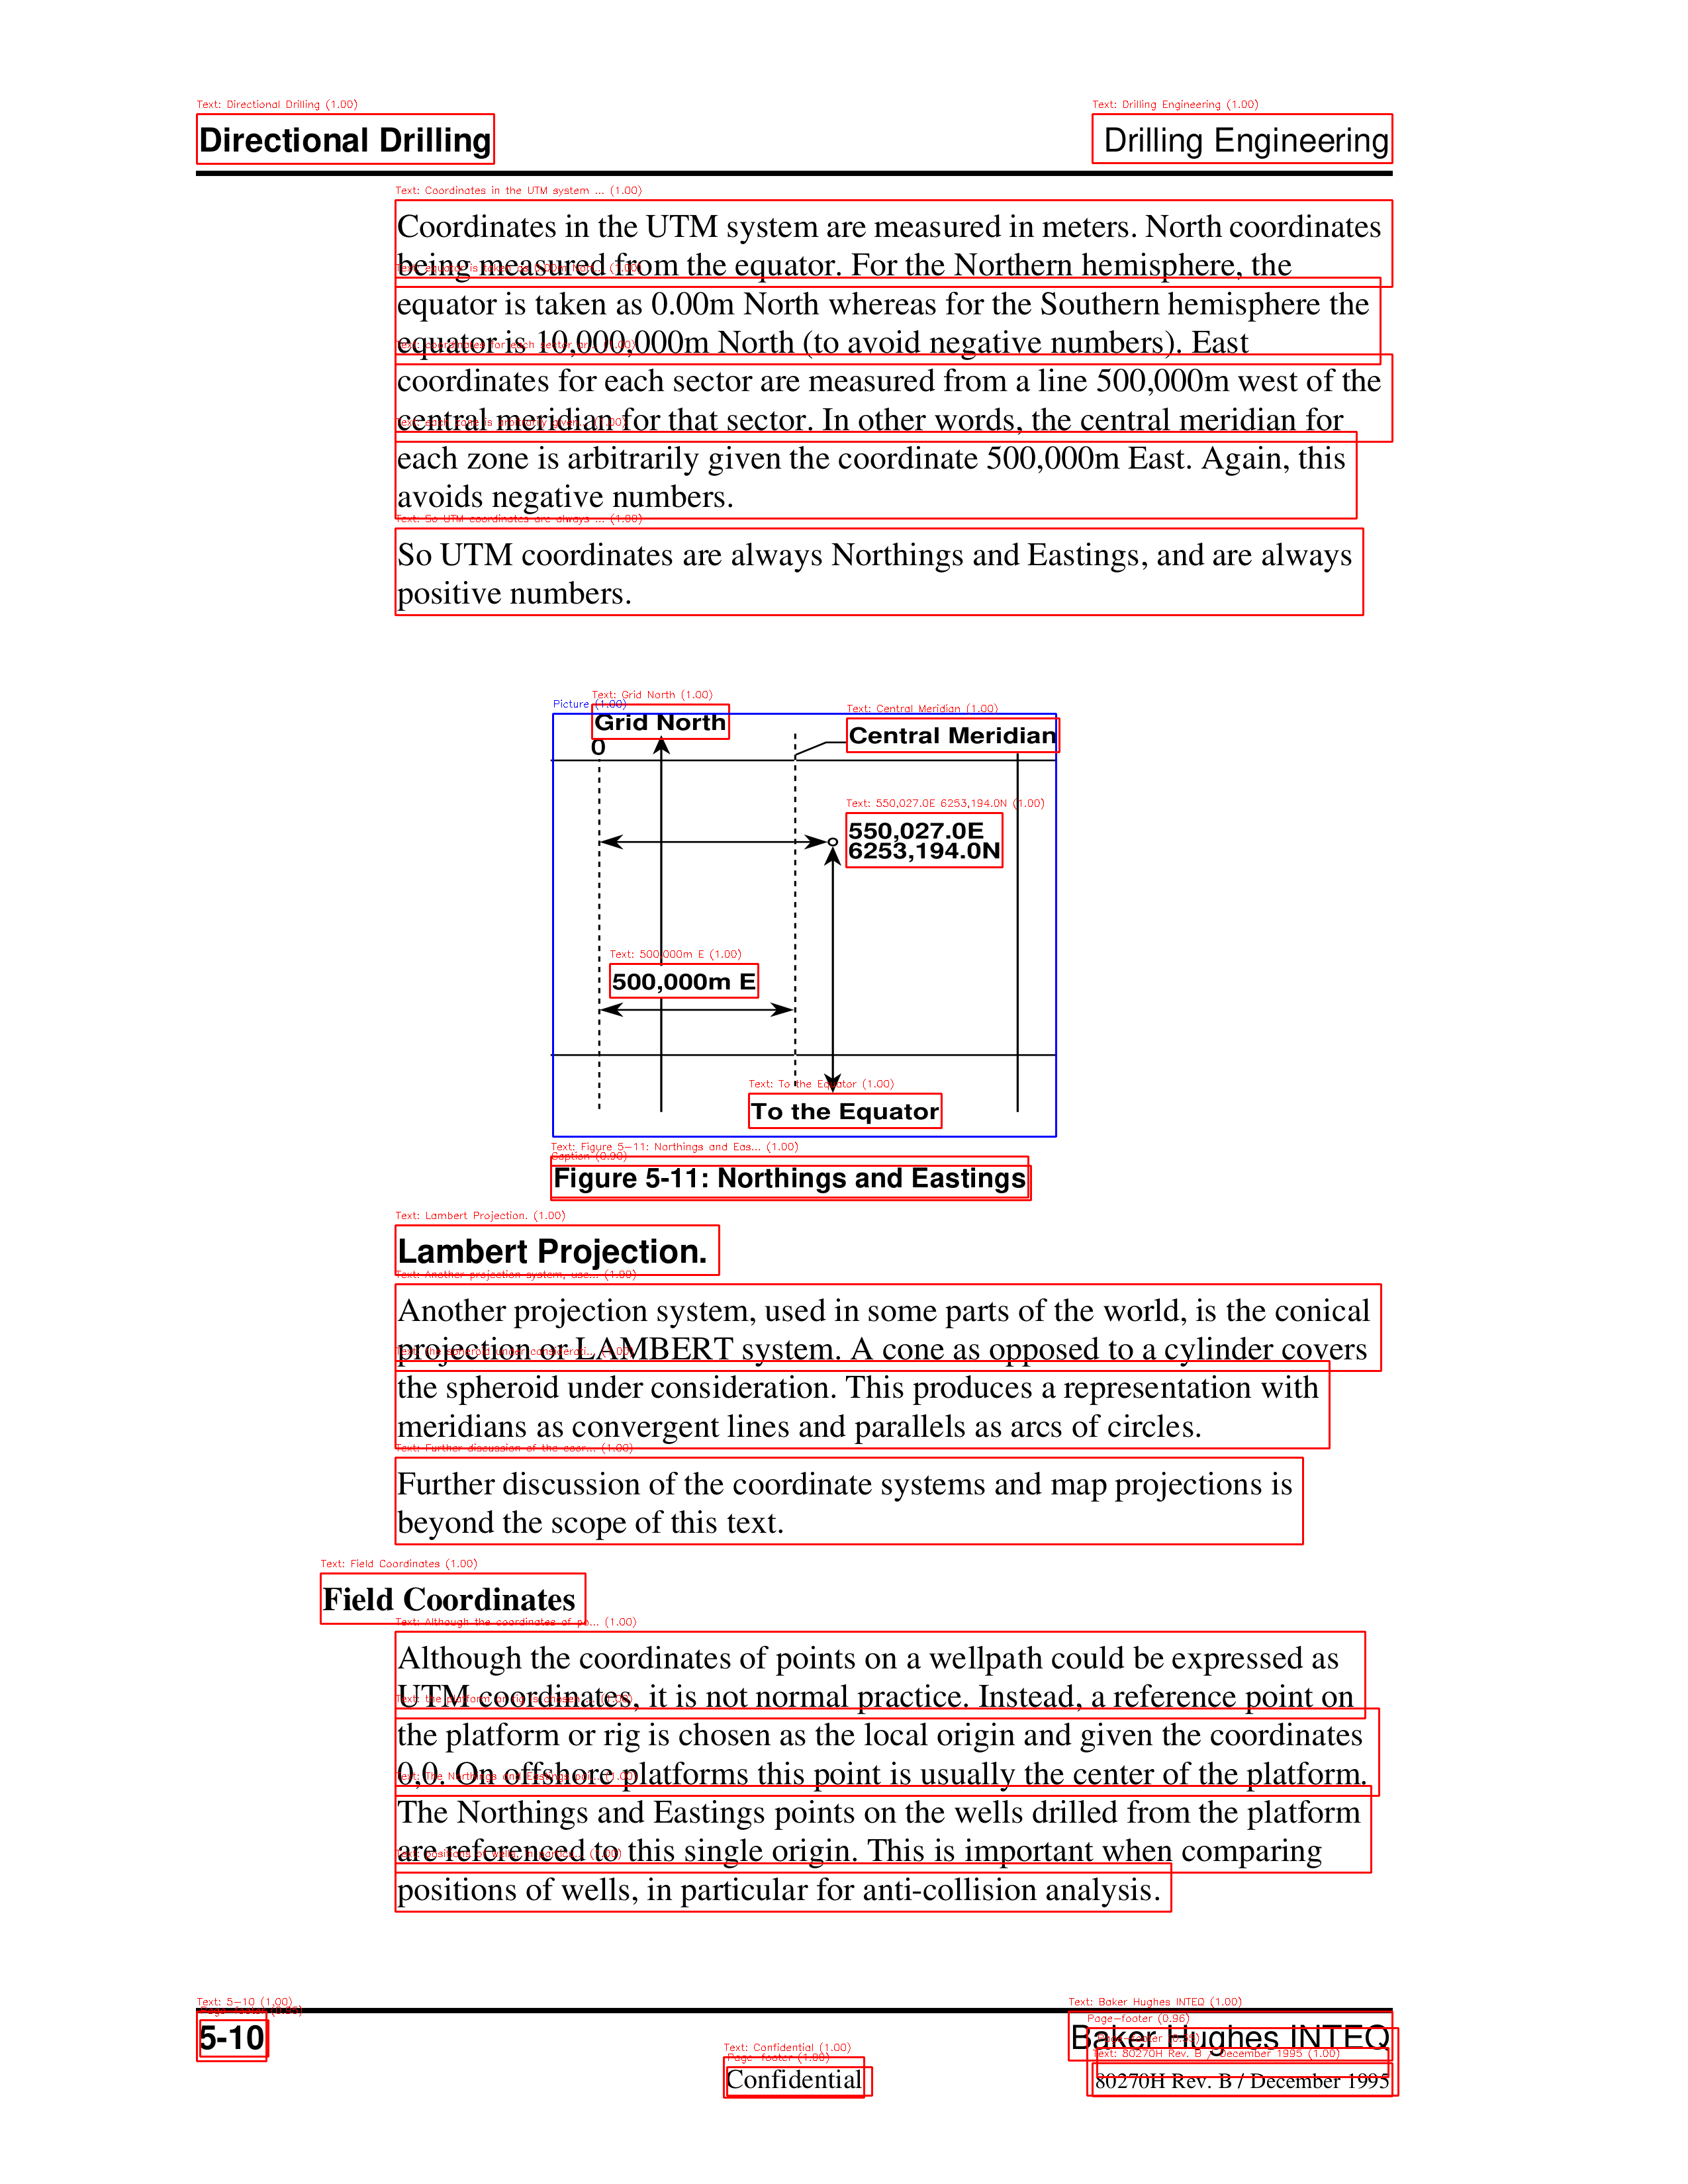 Directional Drilling
Drilling Engineering
Coordinates in the UTM system are measured in meters. North coordinates
being measured from the equator. For the Northern hemisphere, the
equator is taken as 0.00m North whereas for the Southern hemisphere the
equator is 10,000,000m North (to avoid negative numbers). East
coordinates for each sector are measured from a line 500,000m west of the
central meridian for that sector. In other words, the central meridian for
each zone is arbitrarily given the coordinate 500,000m East. Again, this
avoids negative numbers.
So UTM coordinates are always Northings and Eastings, and are always
positive numbers.
Grid North
0
Central Meridian
550,027.0E
6253,194.0N
500,000m E
To the Equator
Figure 5-11: Northings and Eastings
Lambert Projection.
Another projection system, used in some parts of the world, is the conical
projection or LAMBERT system. A cone as opposed to a cylinder covers
the spheroid under consideration. This produces a representation with
meridians as convergent lines and parallels as arcs of circles.
Further discussion of the coordinate systems and map projections is
beyond the scope of this text.
Field Coordinates
Although the coordinates of points on a wellpath could be expressed as
UTM coordinates, it is not normal practice. Instead, a reference point on
the platform or rig is chosen as the local origin and given the coordinates
0,0. On offshore platforms this point is usually the center of the platform.
The Northings and Eastings points on the wells drilled from the platform
are referenced to this single origin. This is important when comparing
positions of wells, in particular for anti-collision analysis.
5-10
Baker Hughes INTEQ
Confidential
80270H Rev. B / December 1995